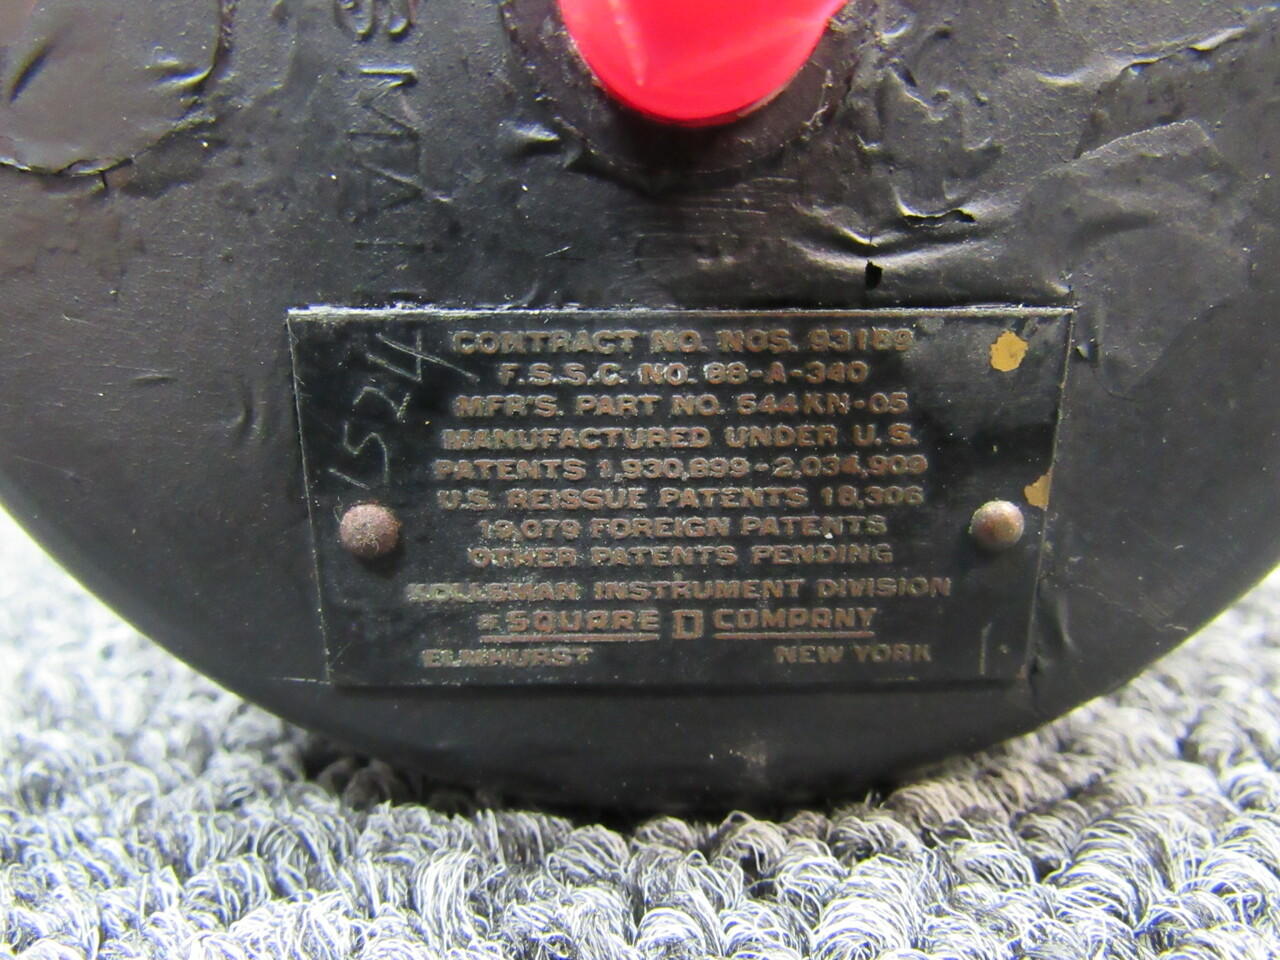 CONTRACT NO. NOS. 93189
F.S.S.C. NO. 88-A-340
MFR'S. PART NO. 544KN-05
MANUFACTURED UNDER U.S.
PATENTS 1,930,899-2,034,909
U.S. REISSUE PATENTS 18,306
19,079 FOREIGN PATENTS
OTHER PATENTS PENDING
KOLLSMAN INSTRUMENT DIVISION
SQUARE D COMPANY
ELMHURST NEW YORK
1524